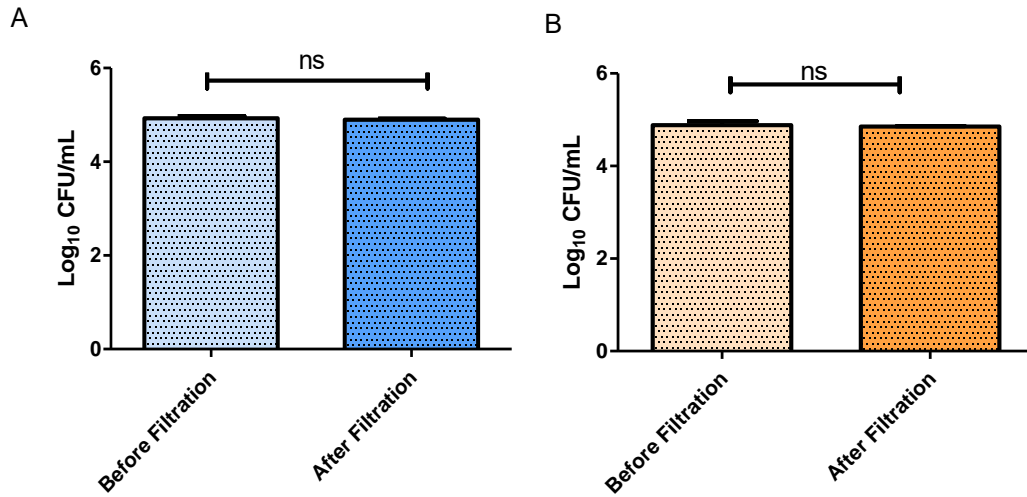 A
ns
6
4
2
0
Log₁₀ CFU/mL
Before Filtration
After Filtration
B
ns
6
4
2
0
Log₁₀ CFU/mL
Before Filtration
After Filtration